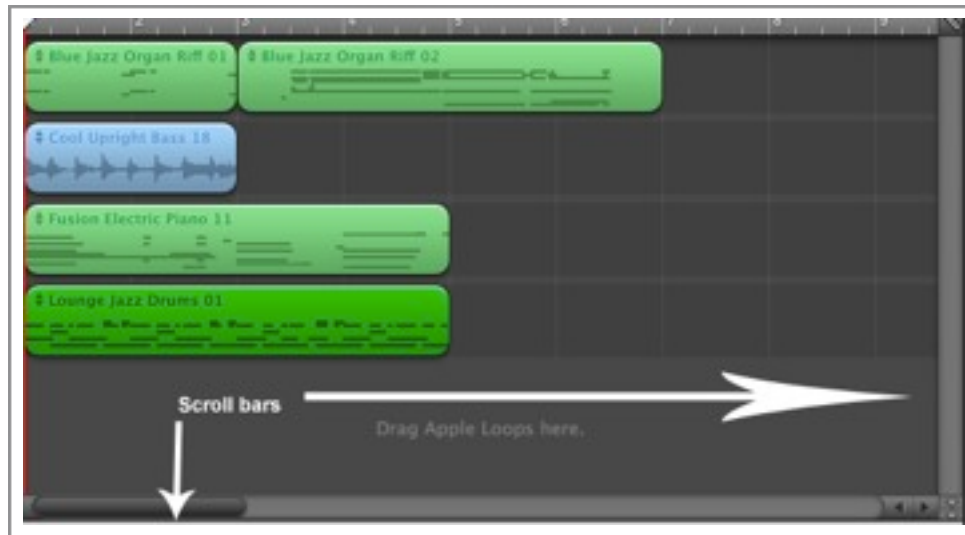 2 3 4 5 6 7 8 9
Blue Jazz Organ Riff 01 Blue Jazz Organ Riff 02
Cool Upright Bass 18
Fusion Electric Piano 11
Lounge Jazz Drums 01
Scroll bars
Drag Apple Loops here.